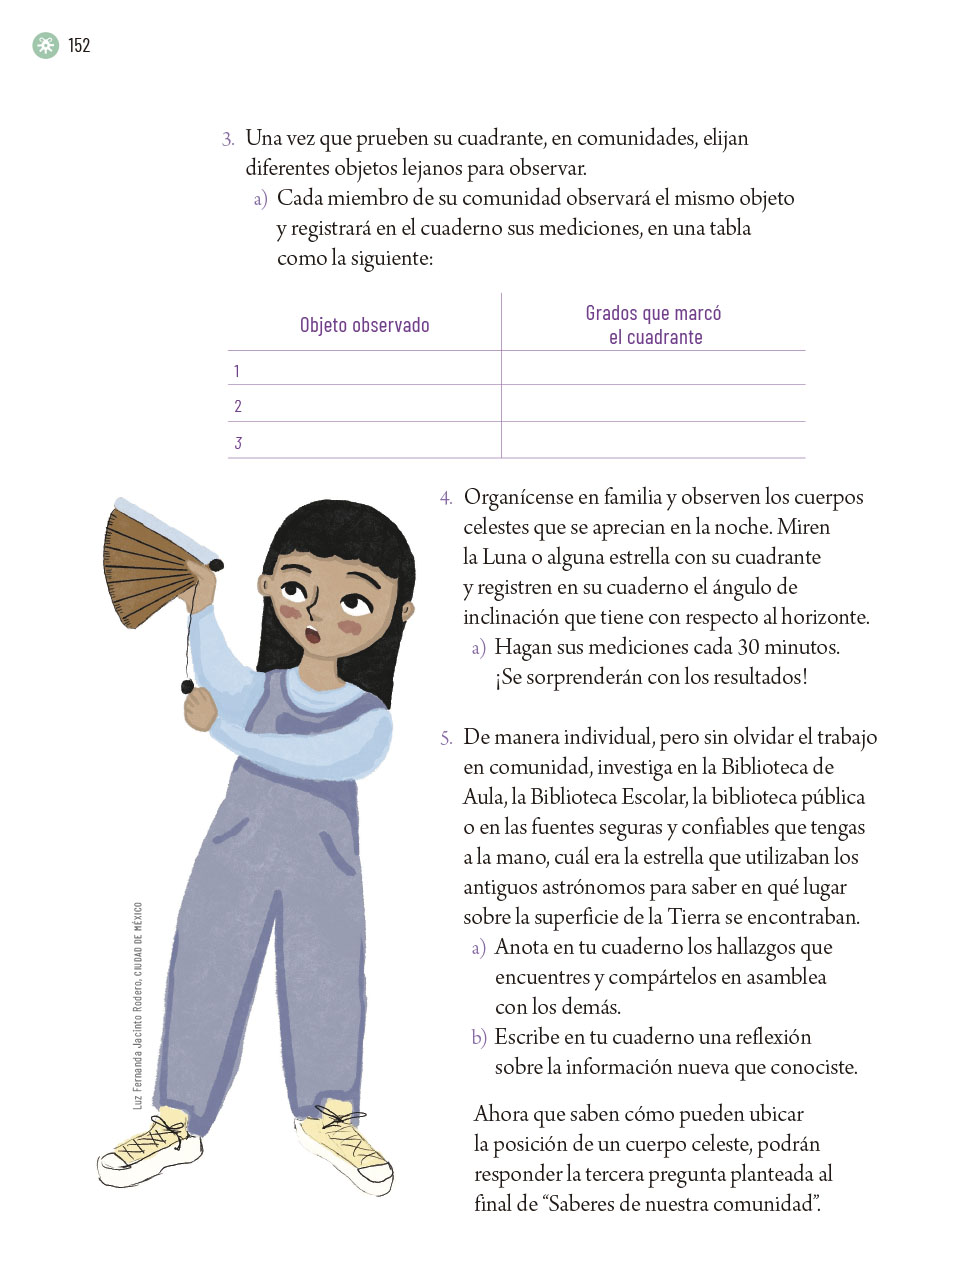 152
3. Una vez que prueben su cuadrante, en comunidades, elijan
diferentes objetos lejanos para observar.
a) Cada miembro de su comunidad observará el mismo objeto
y registrará en el cuaderno sus mediciones, en una tabla
como la siguiente:
Objeto observado
Grados que marcó
el cuadrante
1
2
3
4. Organícense en familia y observen los cuerpos
celestes que se aprecian en la noche. Miren
la Luna o alguna estrella con su cuadrante
y registren en su cuaderno el ángulo de
inclinación que tiene con respecto al horizonte.
a) Hagan sus mediciones cada 30 minutos.
¡Se sorprenderán con los resultados!
5. De manera individual, pero sin olvidar el trabajo
en comunidad, investiga en la Biblioteca de
Aula, la Biblioteca Escolar, la biblioteca pública
o en las fuentes seguras y confiables que tengas
a la mano, cuál era la estrella que utilizaban los
antiguos astrónomos para saber en qué lugar
sobre la superficie de la Tierra se encontraban.
a) Anota en tu cuaderno los hallazgos que
encuentres y compártelos en asamblea
con los demás.
b) Escribe en tu cuaderno una reflexión
sobre la información nueva que conociste.
Ahora que saben cómo pueden ubicar
la posición de un cuerpo celeste, podrán
responder la tercera pregunta planteada al
final de “Saberes de nuestra comunidad”.
Luz Fernanda Jacinto Rodero, CIUDAD DE MÉXICO